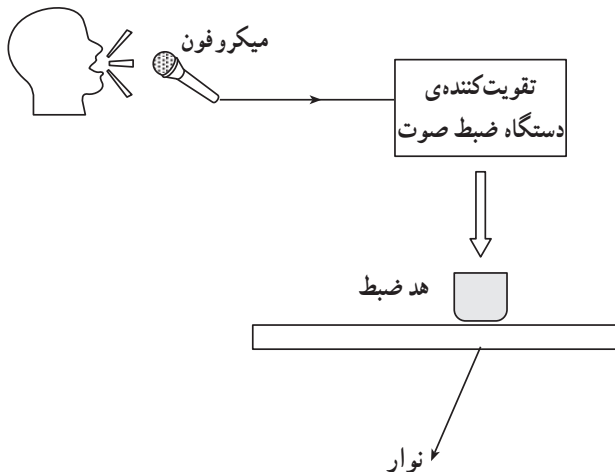 میکروفون
تقویت‌کننده‌ی
دستگاه ضبط صوت
هد ضبط
نوار